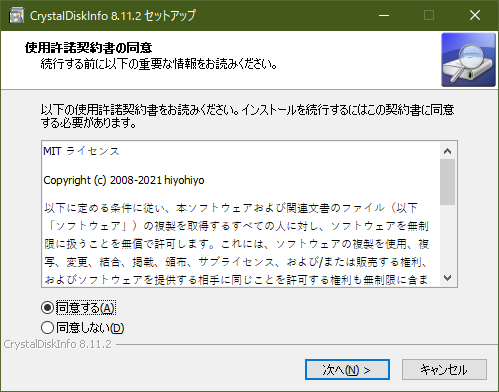 CrystalDiskInfo 8.11.2 セットアップ
使用許諾契約書の同意
続行する前に以下の重要な情報をお読みください。
以下の使用許諾契約書をお読みください。インストールを続行するにはこの契約書に同意
する必要があります。
MIT ライセンス
Copyright (c) 2008-2021 hiyohiyo
以下に定める条件に従い、本ソフトウェアおよび関連文書のファイル（以下
「ソフトウェア」）の複製を取得するすべての人に対し、ソフトウェアを無制
限に扱うことを無償で許可します。これには、ソフトウェアの複製を使用、複
写、変更、結合、掲載、頒布、サブライセンス、および/または販売する権利、
およびソフトウェアを提供する相手に同じことを許可する権利も無制限に含ま
同意する(A)
同意しない(D)
CrystalDiskInfo 8.11.2
次へ(N) >
キャンセル